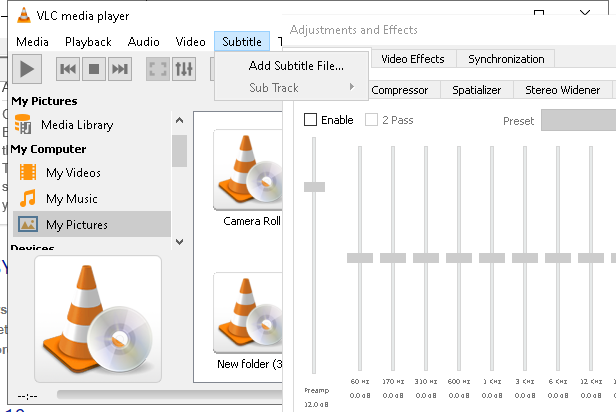 VLC media player
Adjustments and Effects
Media Playback Audio Video Subtitle
Add Subtitle File...
Sub Track
Video Effects Synchronization
Compressor Spatializer Stereo Widener
My Pictures
Media Library
My Computer
My Videos
My Music
My Pictures
Devices
Camera Roll
New folder (3
Enable 2 Pass Preset
60 KHz 170 Hz 310 Hz 600 Hz 1 KHz 3 KHz 6 KHz 12 KHz
Preamp 0.0 dB 0.0 dB 0.0 dB 0.0 dB 0.0 dB 0.0 dB 0.0 dB 0.0 dB
12.0 dB
--:--